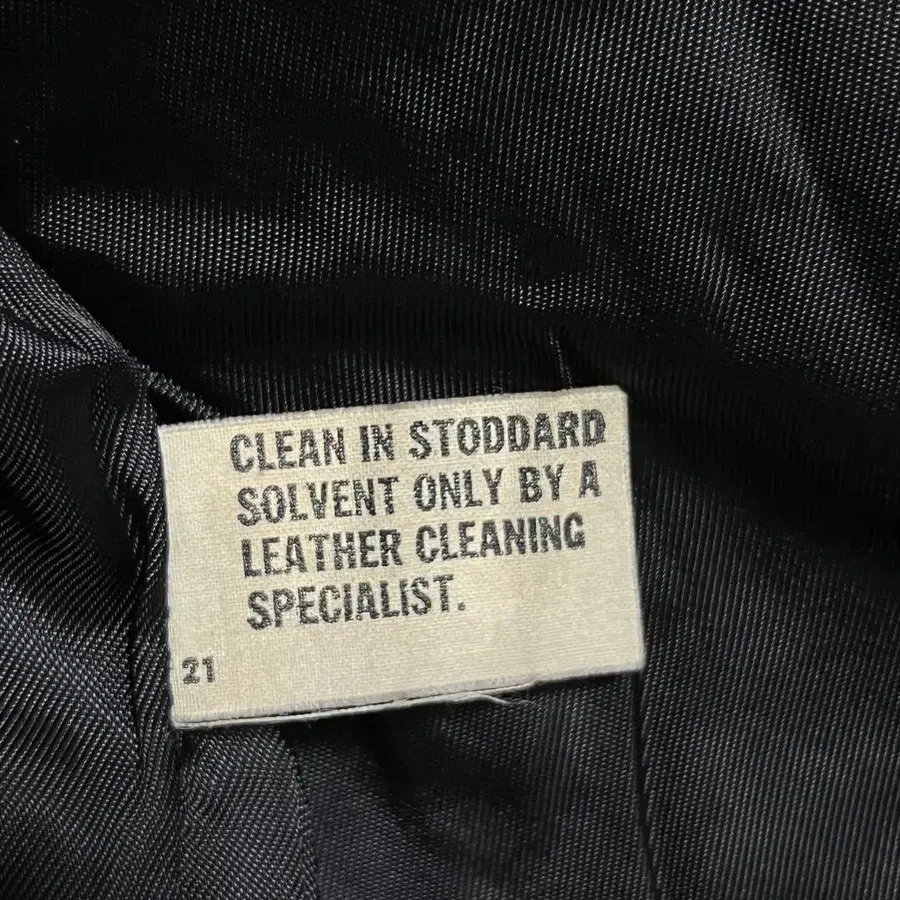 CLEAN IN STODDARD
SOLVENT ONLY BY A
LEATHER CLEANING
SPECIALIST.
21